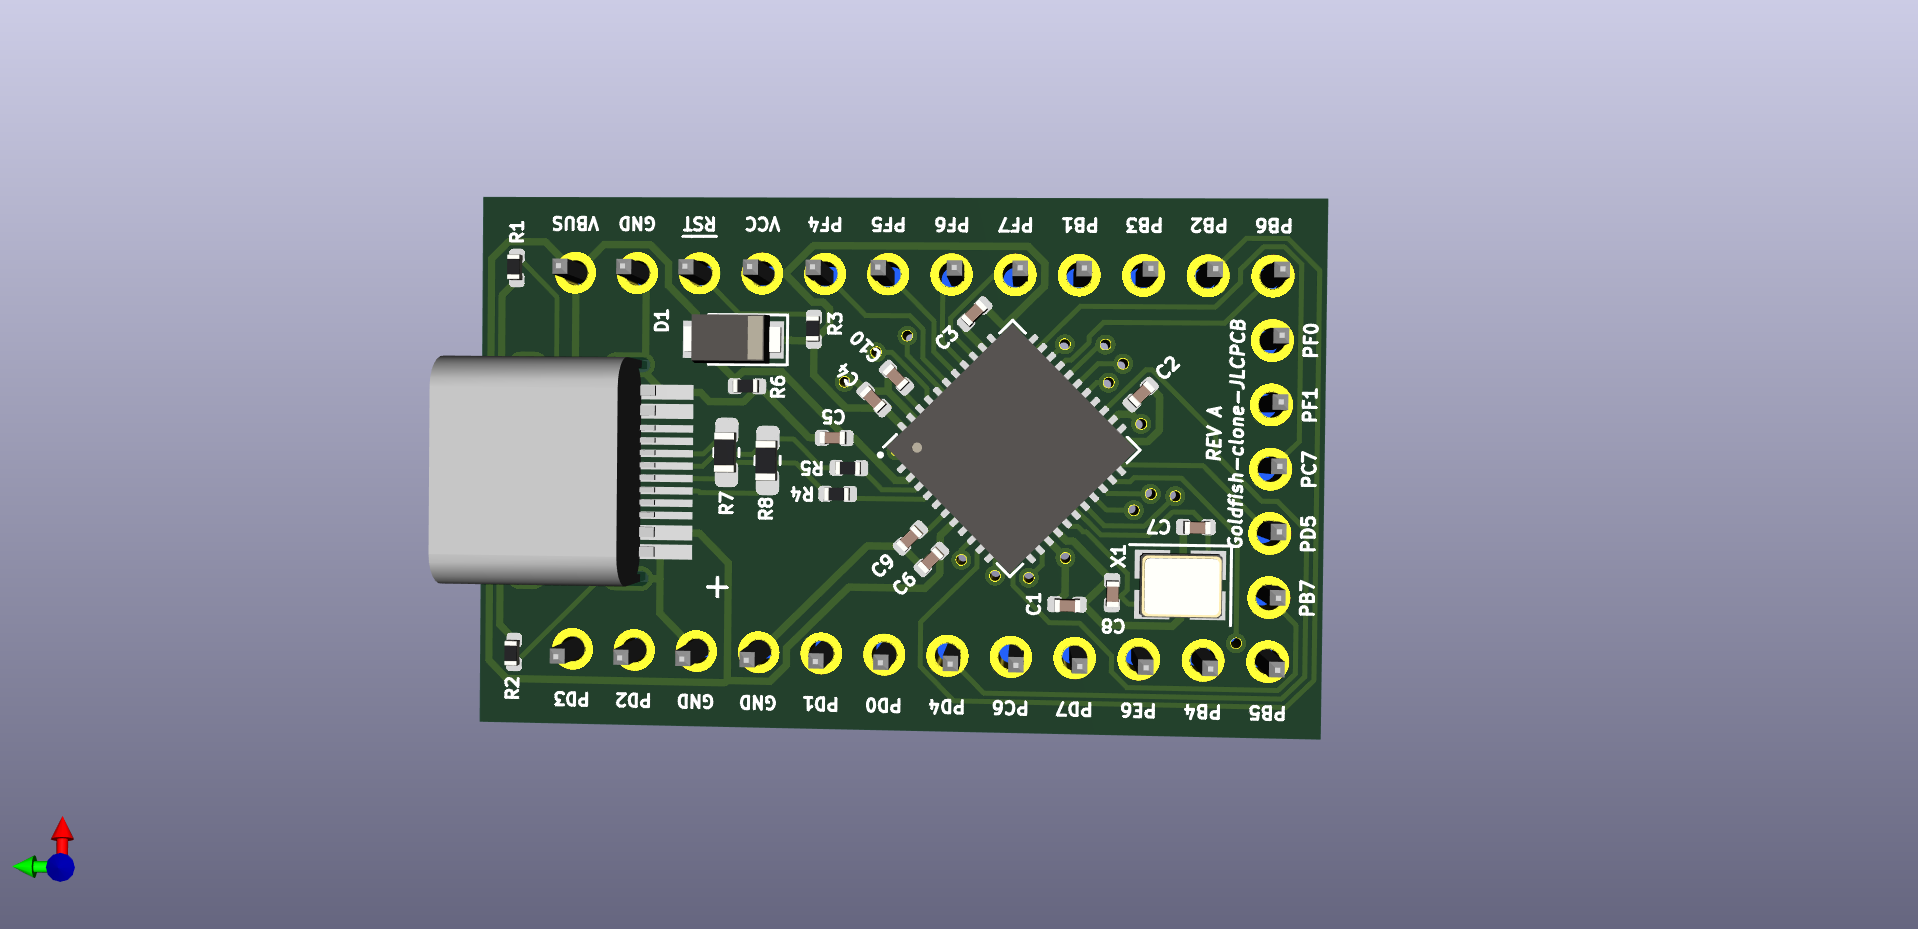 R1
VBUS
GND
RST
VCC
PF4
PF5
PF6
PF7
PB1
PB3
PB2
PB6
D1
R3
C10
C3
PF0
C4
C2
R6
PF1
C5
REV A
Goldfish-clone-JLCPCB
R5
PC7
R4
R7
R8
C7
PD5
X1
C9
C6
C1
C8
PB7
R2
PD3
PD2
GND
GND
PD1
PD0
PD4
PC6
PD7
PE6
PB4
PB5